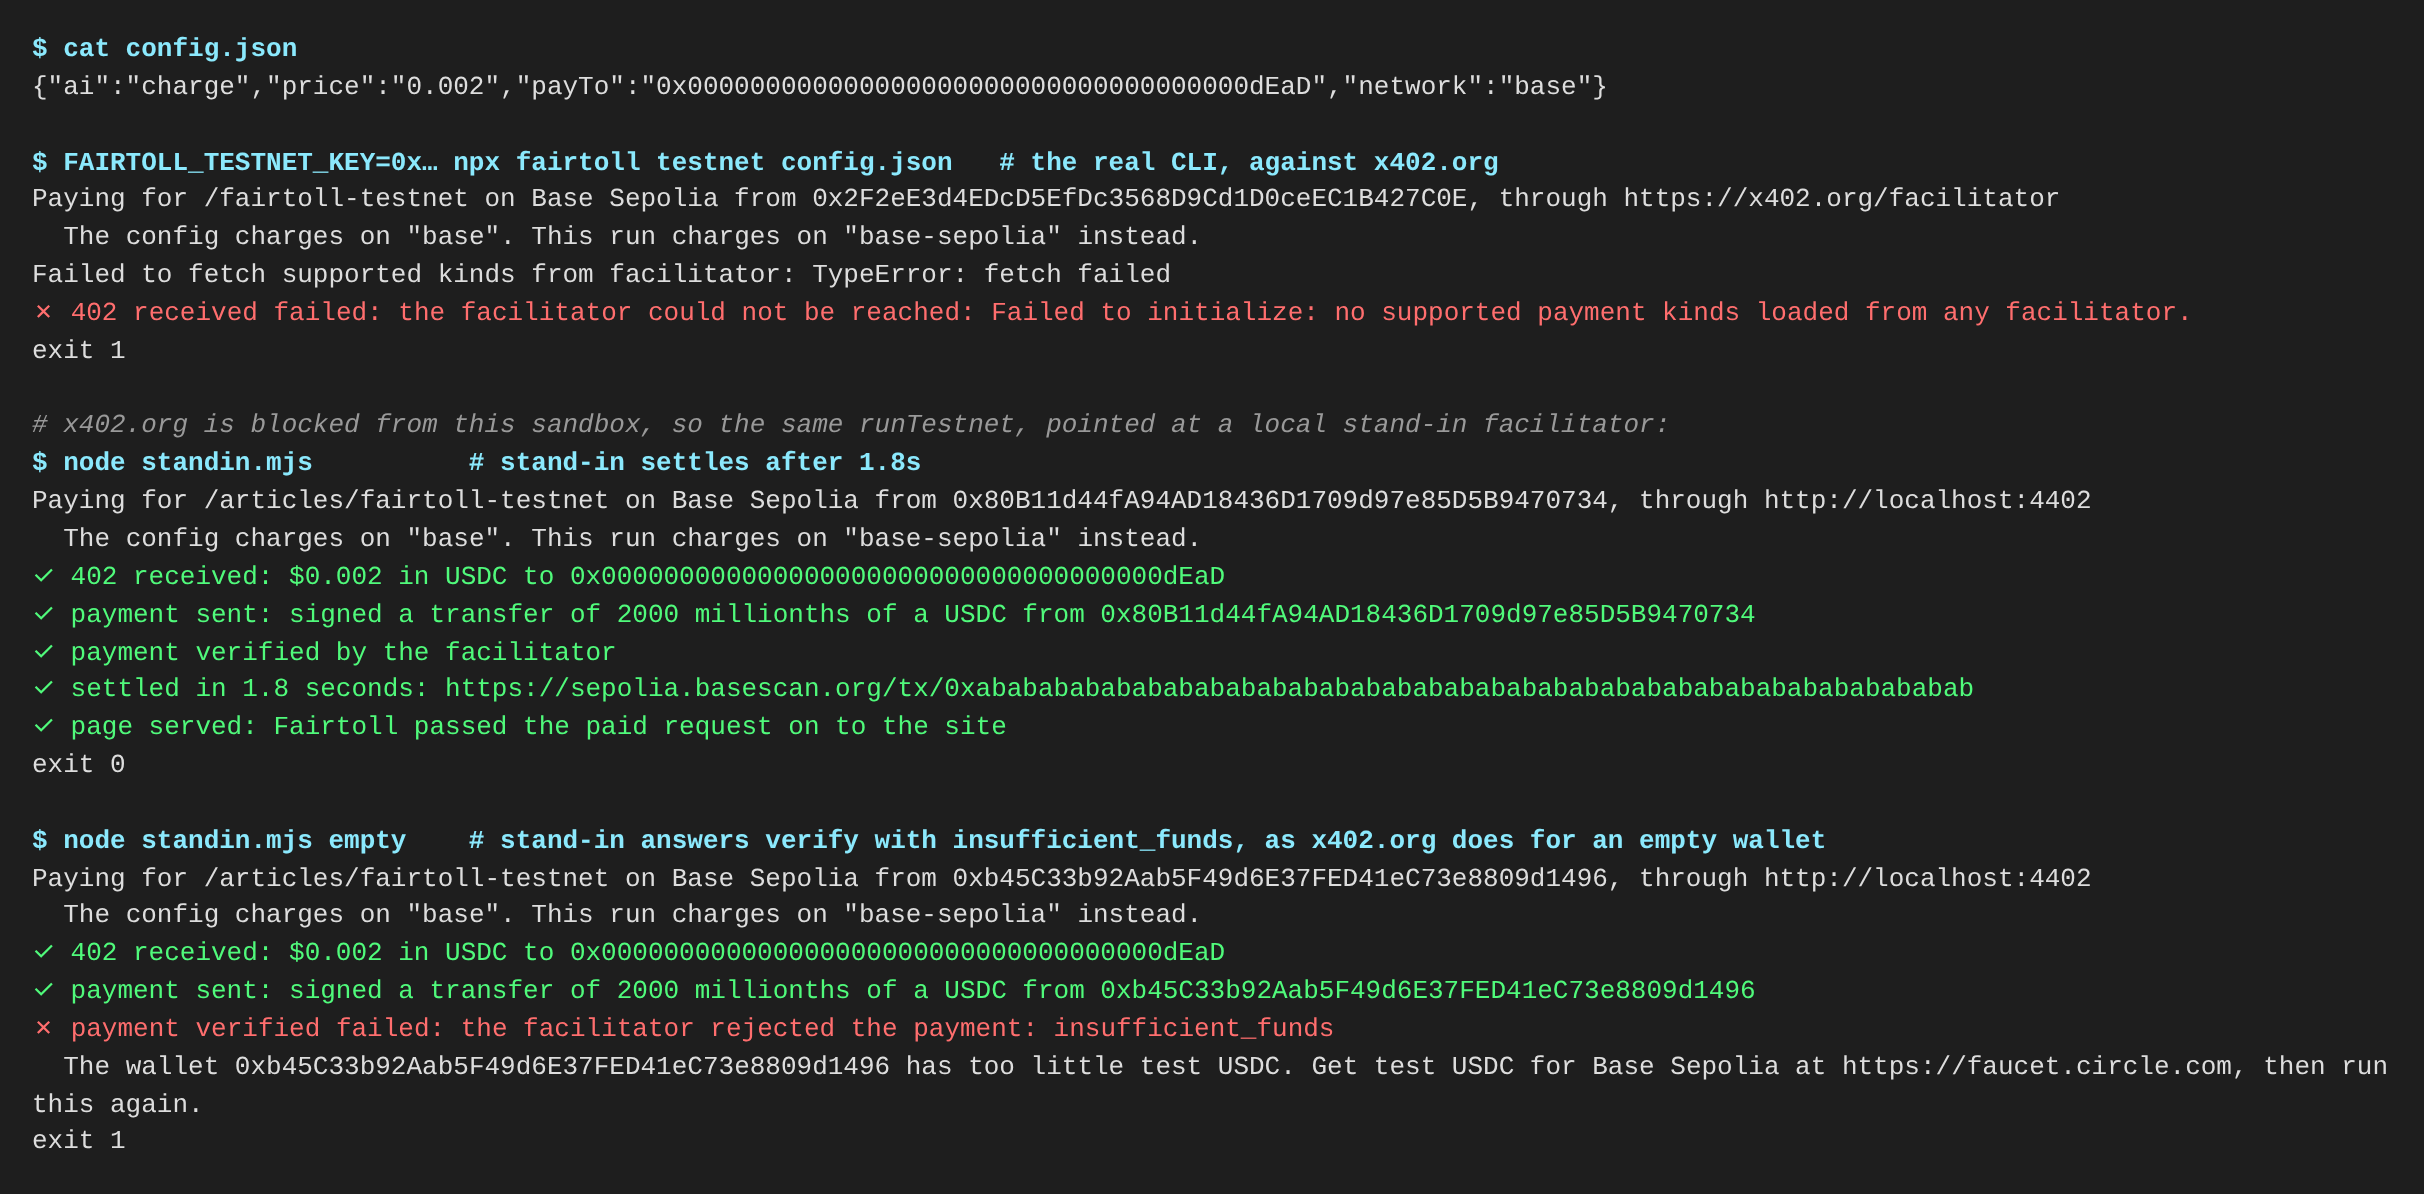 $ cat config.json
{"ai":"charge","price":"0.002","payTo":"0x000000000000000000000000000000000000dEaD","network":"base"}
$ FAIRTOLL_TESTNET_KEY=0x… npx fairtoll testnet config.json   # the real CLI, against x402.org
Paying for /fairtoll-testnet on Base Sepolia from 0x2F2eE3d4EDcD5EfDc3568D9Cd1D0ceEC1B427C0E, through https://x402.org/facilitator
  The config charges on "base". This run charges on "base-sepolia" instead.
Failed to fetch supported kinds from facilitator: TypeError: fetch failed
✗ 402 received failed: the facilitator could not be reached: Failed to initialize: no supported payment kinds loaded from any facilitator.
exit 1
# x402.org is blocked from this sandbox, so the same runTestnet, pointed at a local stand-in facilitator:
$ node standin.mjs          # stand-in settles after 1.8s
Paying for /articles/fairtoll-testnet on Base Sepolia from 0x80B11d44fA94AD18436D1709d97e85D5B9470734, through http://localhost:4402
  The config charges on "base". This run charges on "base-sepolia" instead.
✓ 402 received: $0.002 in USDC to 0x000000000000000000000000000000000000dEaD
✓ payment sent: signed a transfer of 2000 millionths of a USDC from 0x80B11d44fA94AD18436D1709d97e85D5B9470734
✓ payment verified by the facilitator
✓ settled in 1.8 seconds: https://sepolia.basescan.org/tx/0xabababababababababababababababababababababababababababababababab
✓ page served: Fairtoll passed the paid request on to the site
exit 0
$ node standin.mjs empty    # stand-in answers verify with insufficient_funds, as x402.org does for an empty wallet
Paying for /articles/fairtoll-testnet on Base Sepolia from 0xb45C33b92Aab5F49d6E37FED41eC73e8809d1496, through http://localhost:4402
  The config charges on "base". This run charges on "base-sepolia" instead.
✓ 402 received: $0.002 in USDC to 0x000000000000000000000000000000000000dEaD
✓ payment sent: signed a transfer of 2000 millionths of a USDC from 0xb45C33b92Aab5F49d6E37FED41eC73e8809d1496
✗ payment verified failed: the facilitator rejected the payment: insufficient_funds
  The wallet 0xb45C33b92Aab5F49d6E37FED41eC73e8809d1496 has too little test USDC. Get test USDC for Base Sepolia at https://faucet.circle.com, then run
this again.
exit 1